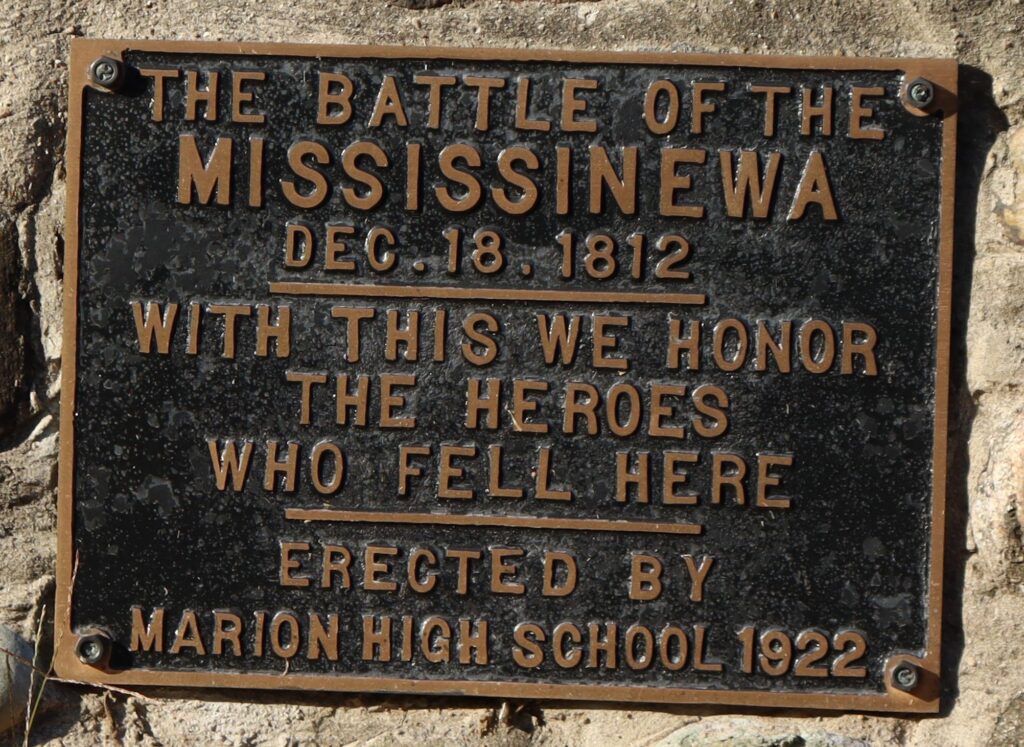 THE BATTLE OF THE
MISSISSINEWA
DEC. 18. 1812
WITH THIS WE HONOR
THE HEROES
WHO FELL HERE
ERECTED BY
MARION HIGH SCHOOL 1922